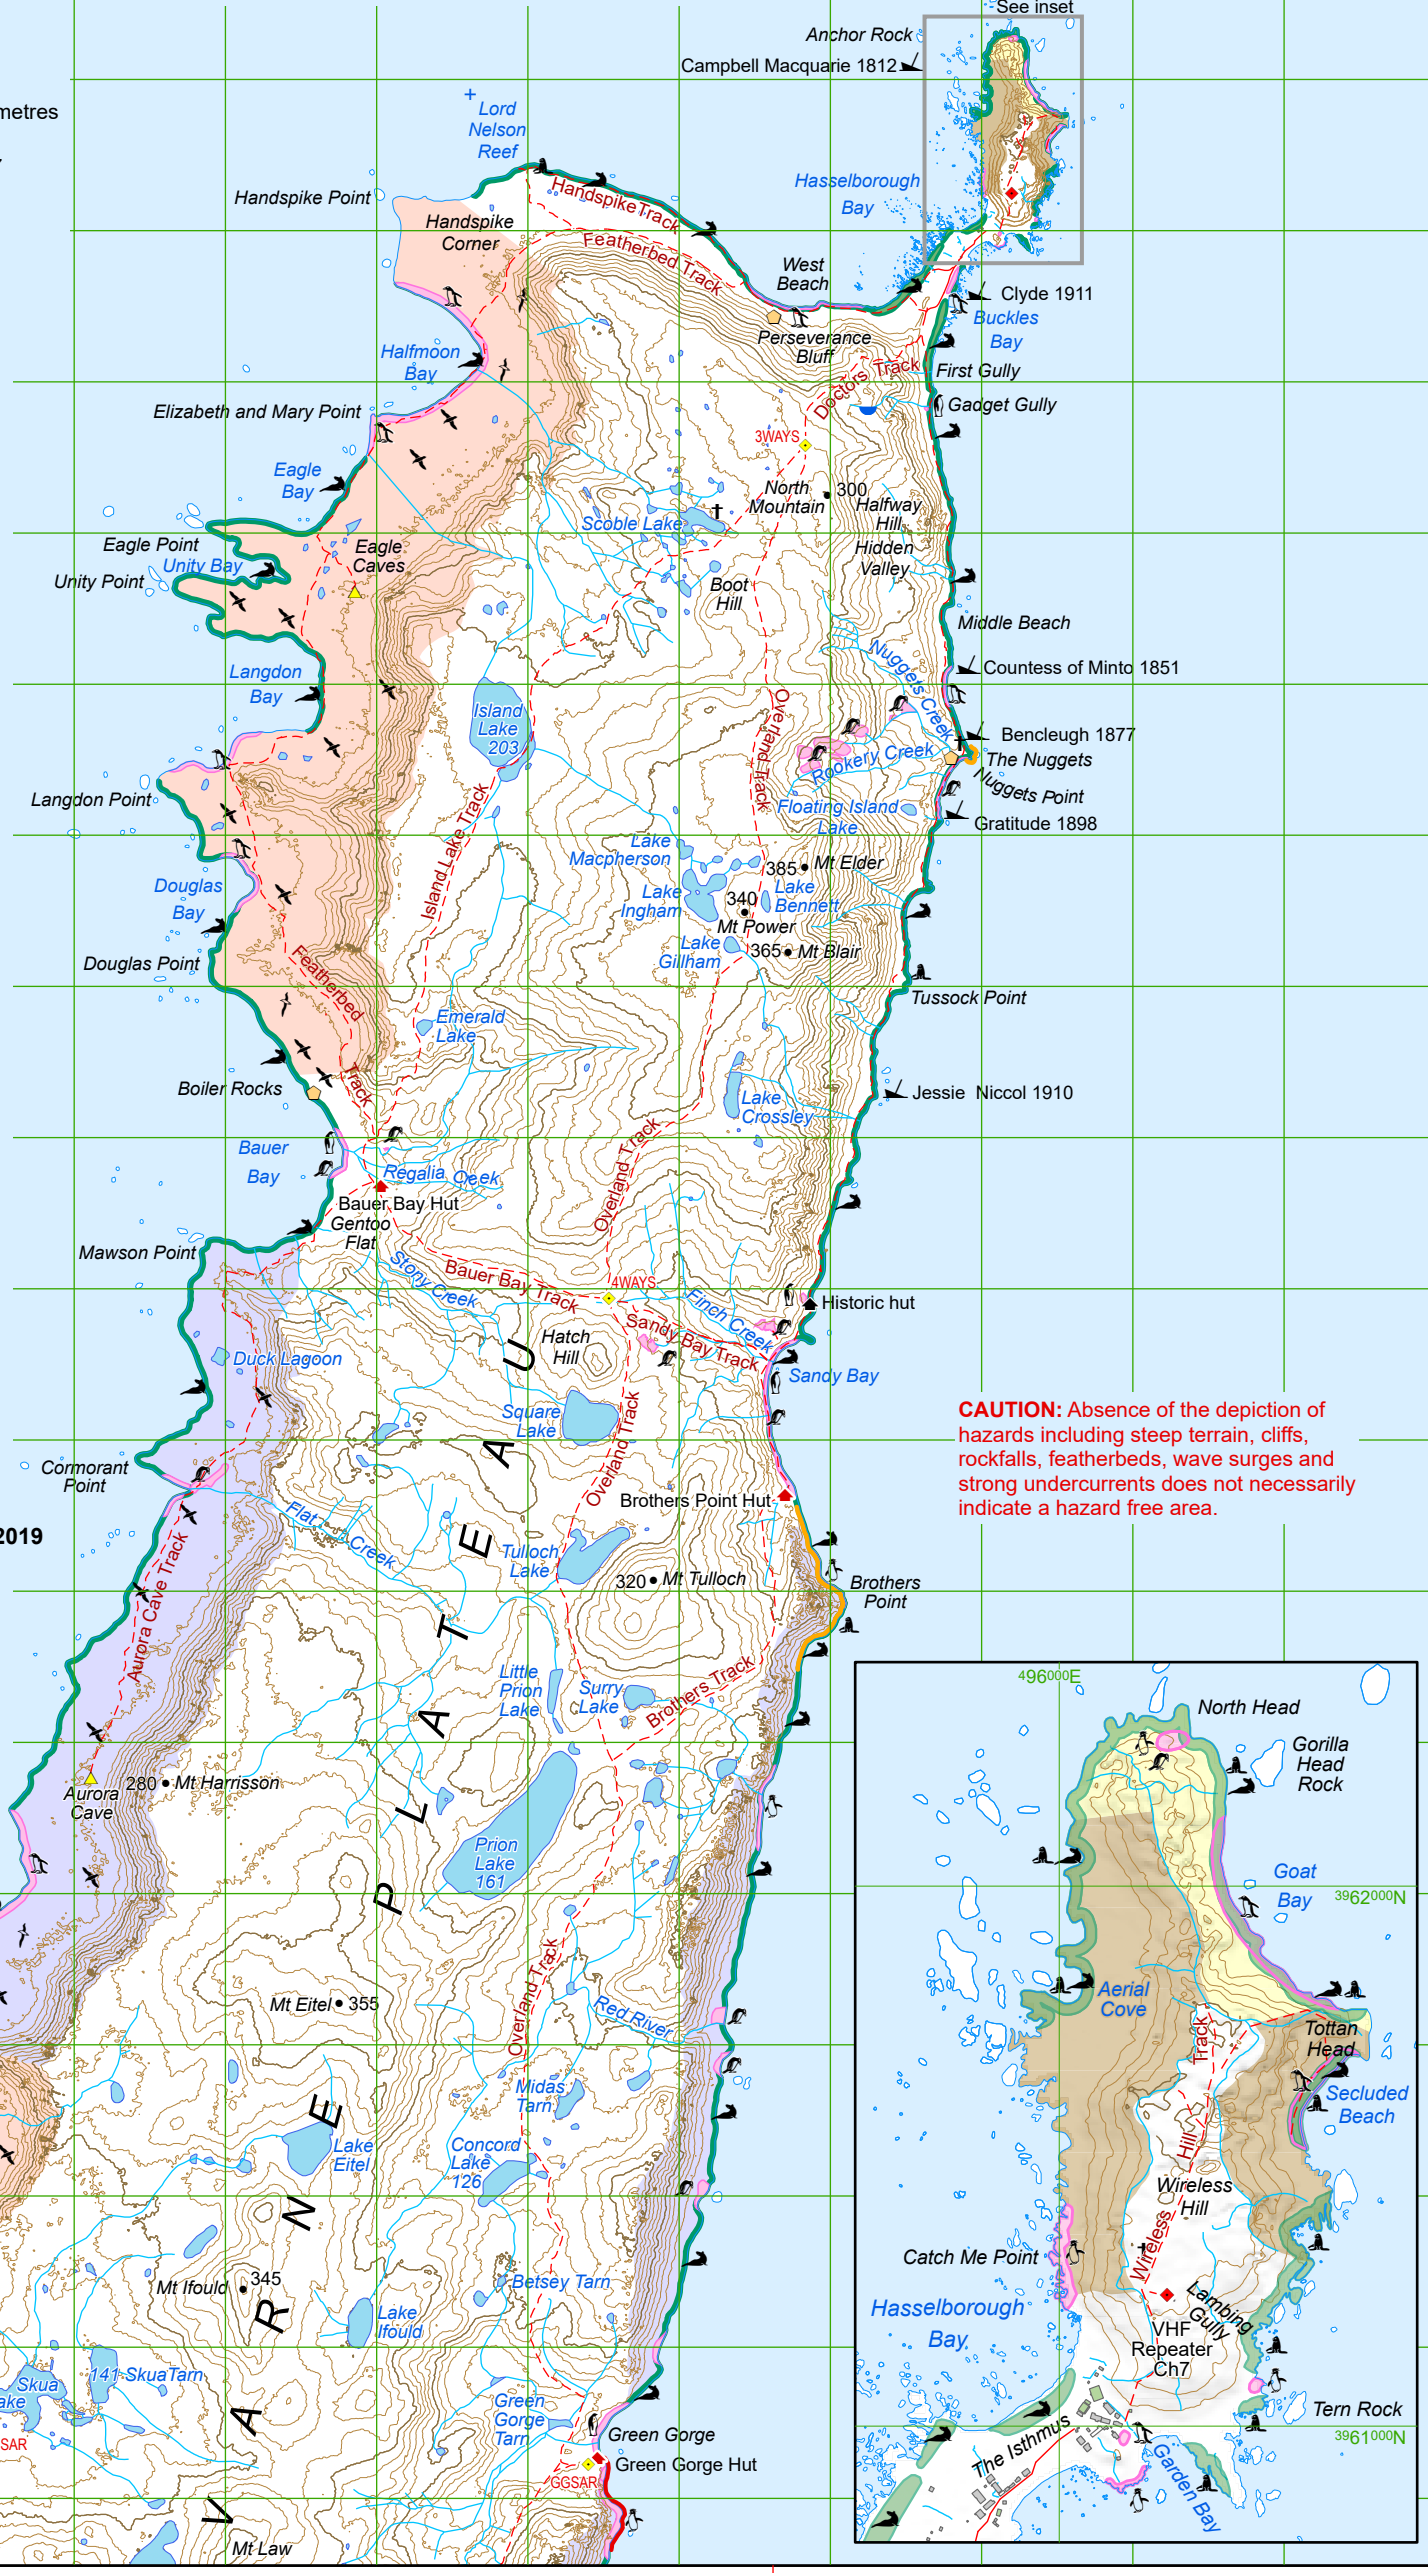 See inset
Anchor Rock
Campbell Macquarie 1812
metres
Lord
Nelson
Reef
Handspike Point
Handspike
Corner
Handspike Track
Featherbed Track
Hasselborough
Bay
West
Beach
Clyde 1911
Buckles
Bay
Perseverance
Bluff
Halfmoon
Bay
Doctors Track
First Gully
Elizabeth and Mary Point
Gadget Gully
3WAYS
Eagle
Bay
North
Mountain
300
Halfway
Hill
Scoble Lake
Eagle Point
Unity Bay
Eagle
Caves
Hidden
Valley
Unity Point
Boot
Hill
Middle Beach
Nuggets Creek
Countess of Minto 1851
Langdon
Bay
Island
Lake
203
Overland Track
Bencleugh 1877
The Nuggets
Rookery Creek
Nuggets Point
Langdon Point
Island Lake Track
Floating Island
Lake
Gratitude 1898
Lake
Macpherson
385
Mt Elder
Douglas
Bay
Lake
Ingham
340
Lake
Bennett
Mt Power
Lake
Gillham
365
Mt Blair
Douglas Point
Featherbed
Track
Tussock Point
Emerald
Lake
Boiler Rocks
Lake
Crossley
Jessie Niccol 1910
Bauer
Bay
Regalia Creek
Overland Track
Bauer Bay Hut
Gentoo
Flat
Mawson Point
Stony Creek
Bauer Bay Track
4WAYS
Finch Creek
Historic hut
Sandy Bay Track
Hatch
Hill
Duck Lagoon
Sandy Bay
Square
Lake
Overland Track
CAUTION: Absence of the depiction of
hazards including steep terrain, cliffs,
rockfalls, featherbeds, wave surges and
strong undercurrents does not necessarily
indicate a hazard free area.
Cormorant
Point
Brothers Point Hut
Flat Creek
2019
Tulloch
Lake
320
Mt Tulloch
Brothers
Point
Aurora Cave Track
Little
Prion
Lake
Surry
Lake
Brothers Track
Aurora
Cave
280
Mt Harrisson
Prion
Lake
161
Overland Track
Mt Eitel
355
Red River
Midas
Tarn
Lake
Eitel
Concord
Lake
126
Mt Ifould
345
Betsey Tarn
Lake
Ifould
141
Skua Tarn
Skua
ake
Green
Gorge
Tarn
Green Gorge
SAR
Green Gorge Hut
GGSAR
Mt Law
U
A
E
T
A
L
P
E
N
R
A
V
496000E
North Head
Gorilla
Head
Rock
Goat
Bay
3962000N
Aerial
Cove
Track
Tottan
Head
Secluded
Beach
Hill
Wireless
Hill
Wireless
Catch Me Point
Lambing
Gully
Hasselborough
Bay
VHF
Repeater
Ch7
Tern Rock
The Isthmus
3961000N
Garden Bay